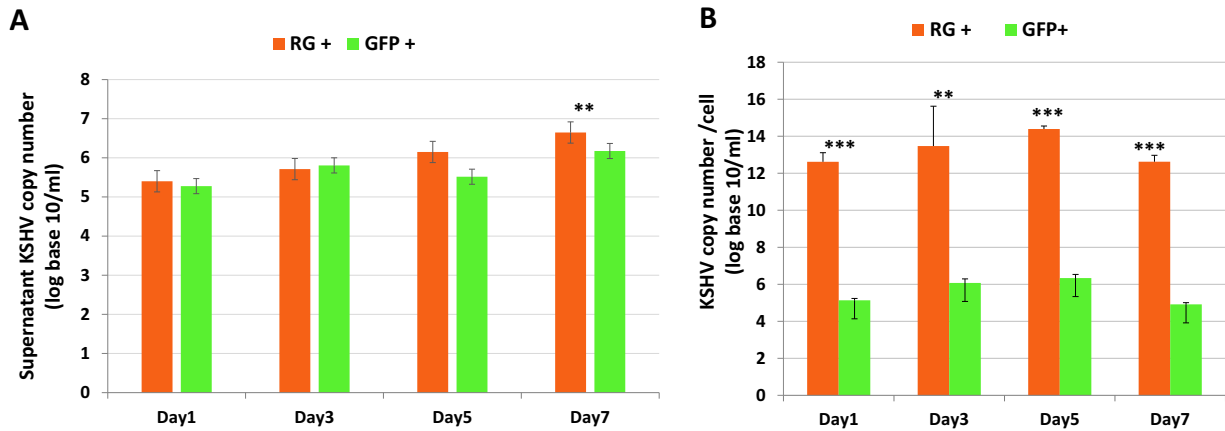 A
RG + GFP +
Supernatant KSHV copy number
(log base 10/ml)
8
7
6
5
4
3
2
1
0
**
Day1 Day3 Day5 Day7
B
RG + GFP+
KSHV copy number /cell
(log base 10/ml)
18
16
14
12
10
8
6
4
2
0
*** ** *** ***
Day1 Day3 Day5 Day7